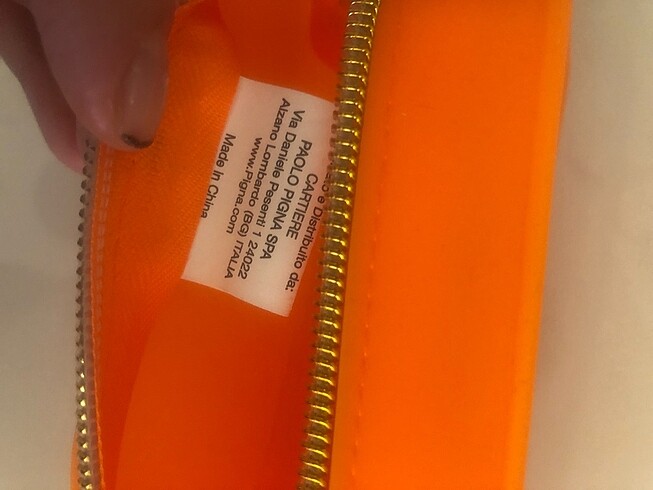 e Distribuito da:
CARTIERE
PAOLO PIGNA SPA
Via Daniele Pesenti 1
Alzano Lombardo (BG) ITALIA 24022
www.Pigna.com
Made in China